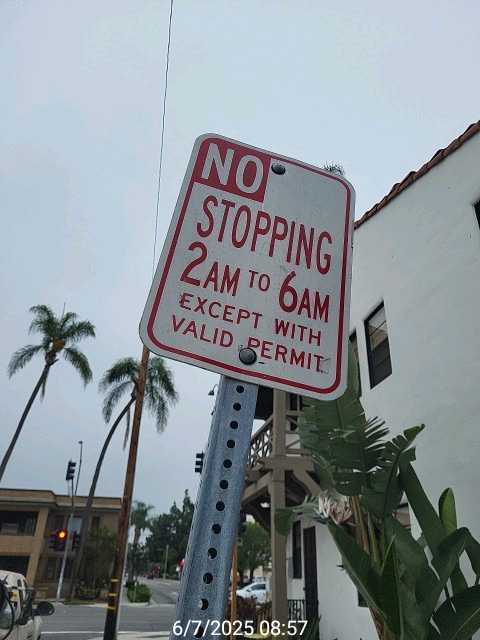 NO
STOPPING
2AM TO 6AM
EXCEPT WITH
VALID PERMIT
6/7/2025 08:57